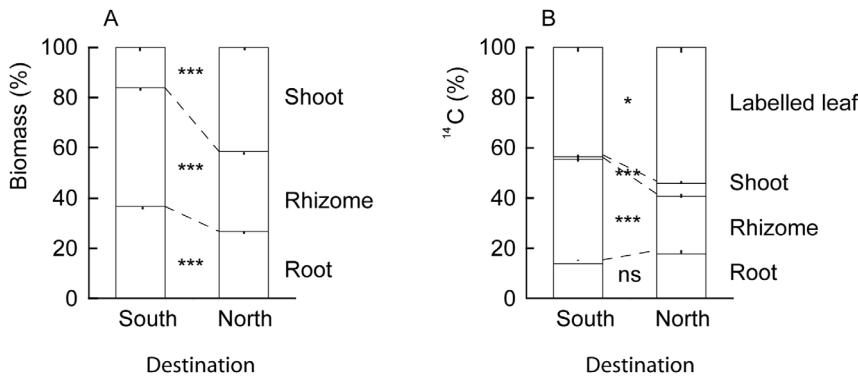 A
Biomass (%)
100
80
60
40
20
0
***
***
***
Shoot
Rhizome
Root
South North
Destination
B
¹⁴C (%)
100
80
60
40
20
0
*
***
***
ns
Labelled leaf
Shoot
Rhizome
Root
South North
Destination